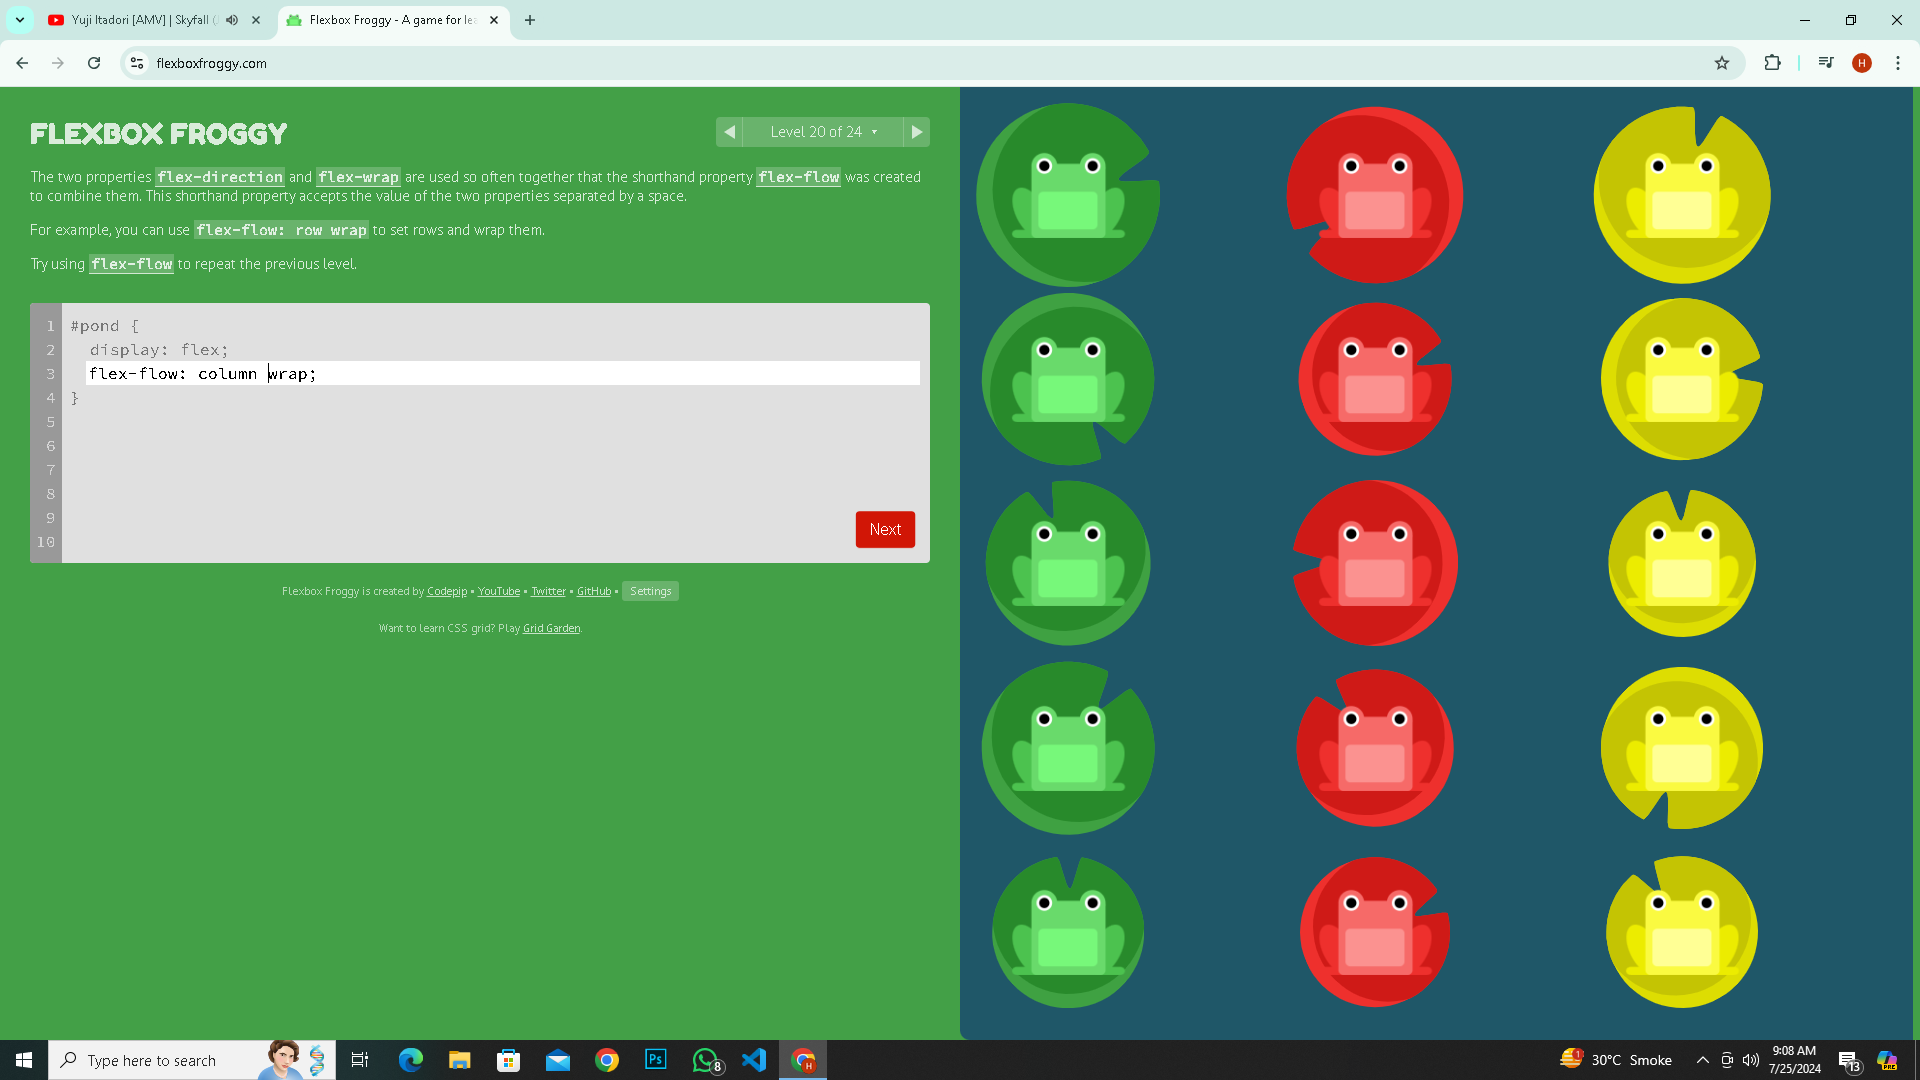 Yuji Itadori [AMV] | Skyfall
Flexbox Froggy - A game for lea
flexboxfroggy.com
H
FLEXBOX FROGGY
Level 20 of 24
The two properties flex-direction and flex-wrap are used so often together that the shorthand property flex-flow was created
to combine them. This shorthand property accepts the value of the two properties separated by a space.
For example, you can use flex-flow: row wrap to set rows and wrap them.
Try using flex-flow to repeat the previous level.
1 #pond {
2 display: flex;
3 flex-flow: column wrap;
4 }
5
6
7
8
9
10
Next
Flexbox Froggy is created by Codepip • YouTube • Twitter • GitHub • Settings
Want to learn CSS grid? Play Grid Garden.
Type here to search
Ps
8
H
1
30°C Smoke
9:08 AM
7/25/2024
13
PRE